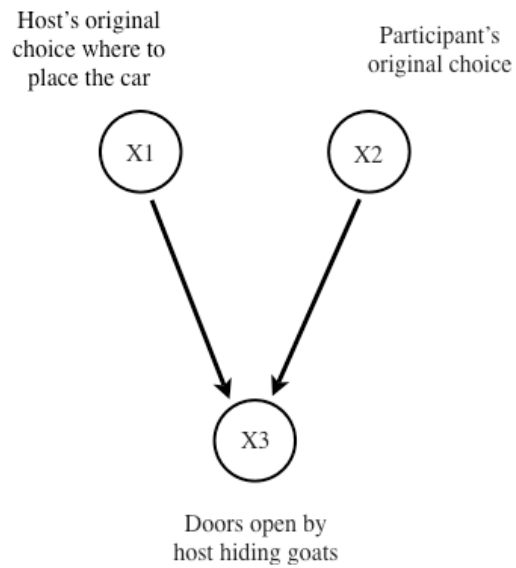 Host's original
choice where to
place the car
Participant's
original choice
X1
X2
X3
Doors open by
host hiding goats